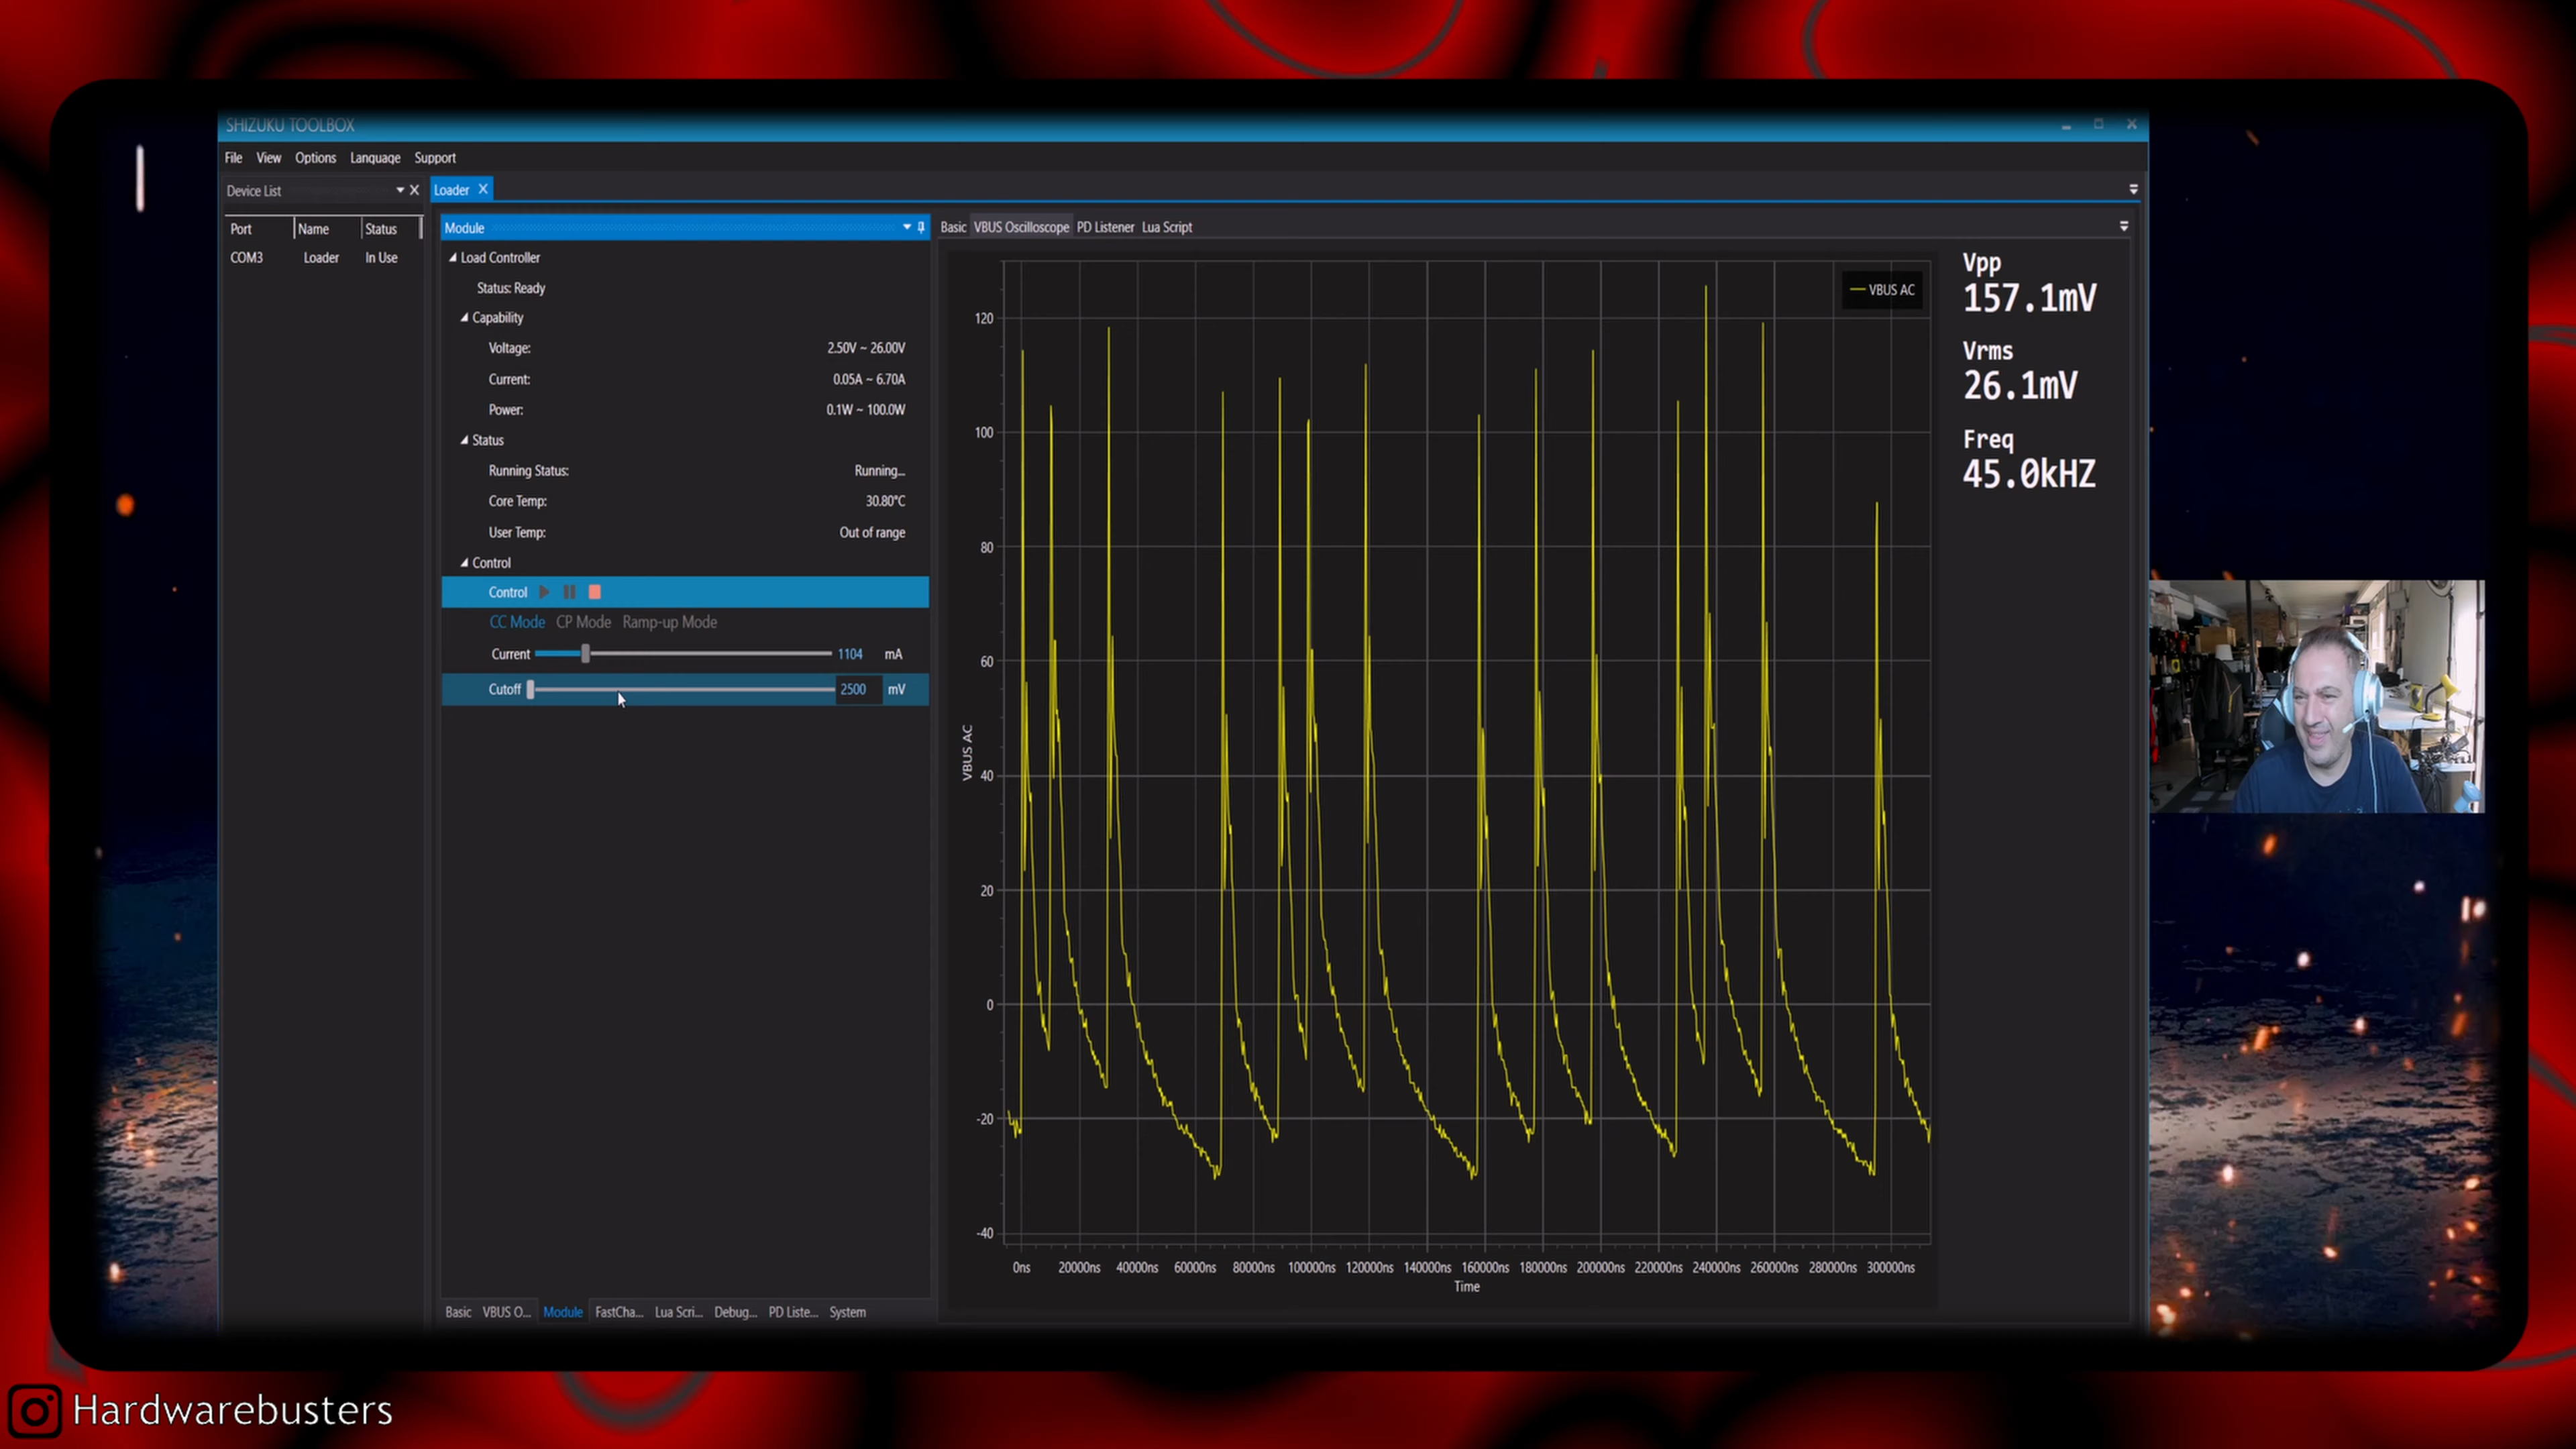 SHIZUKU TOOLBOX
File View Options Language Support
Device List
Port Name Status
COM3 Loader In Use
Loader
Module
Load Controller
Status: Ready
Capability
Voltage: 2.50V ~ 26.00V
Current: 0.05A ~ 6.70A
Power: 0.1W ~ 100.0W
Status
Running Status: Running...
Core Temp: 30.80°C
User Temp: Out of range
Control
Control
CC Mode CP Mode Ramp-up Mode
Current 1104 mA
Cutoff 2500 mV
Basic VBUS O... Module FastCha... Lua Scri... Debug... PD Liste... System
Basic VBUS Oscilloscope PD Listener Lua Script
VBUS AC
120
100
80
60
40
20
0
-20
-40
VBUS AC
0ns 20000ns 40000ns 60000ns 80000ns 100000ns 120000ns 140000ns 160000ns 180000ns 200000ns 220000ns 240000ns 260000ns 280000ns 300000ns
Time
Vpp
157.1mV
Vrms
26.1mV
Freq
45.0kHZ
Hardwarebusters